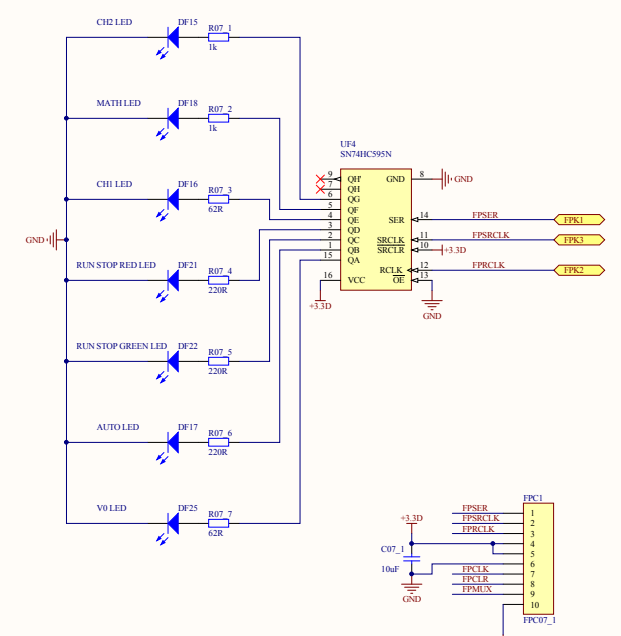 CH2 LED
DF15
R07_1
1k
MATH LED
DF18
R07_2
1k
CH1 LED
DF16
R07_3
62R
GND
RUN STOP RED LED
DF21
R07_4
220R
RUN STOP GREEN LED
DF22
R07_5
220R
AUTO LED
DF17
R07_6
220R
V0 LED
DF25
R07_7
62R
UF4
SN74HC595N
9 QH'
7 QH
6 QG
5 QF
4 QE
3 QD
2 QC
1 QB
15 QA
16 VCC
+3.3D
GND 8 GND
SER 14 FPSER FPK1
SRCLK 11 FPSRCLK FPK3
SRCLR 10 +3.3D
RCLK 12 FPRCLK FPK2
OE 13
GND
FPC1
FPSER 1
FPSRCLK 2
FPRCLK 3
4
5
6
FPCLK 7
FPCLR 8
FPMUX 9
10
FPC07_1
+3.3D
C07_1
10uF
GND